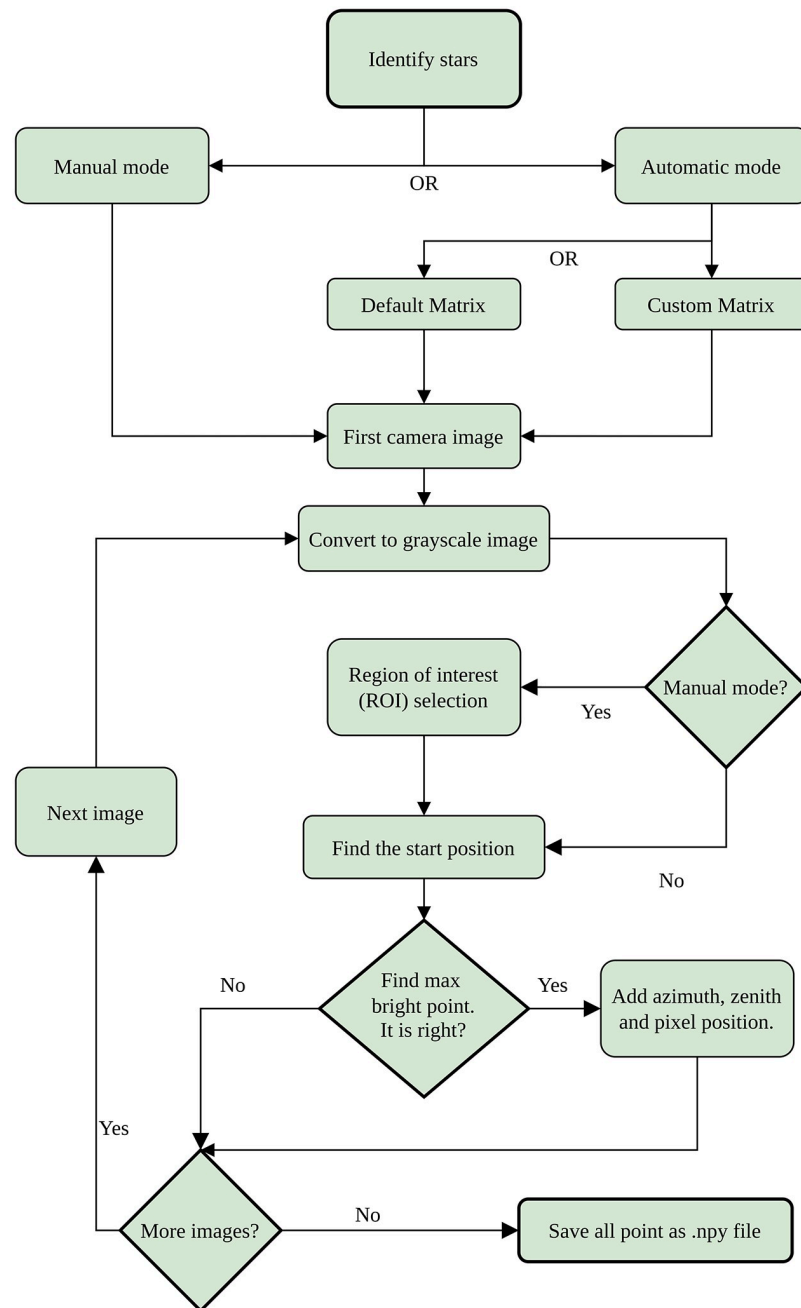 Identify stars
Manual mode
Automatic mode
OR
OR
Default Matrix
Custom Matrix
First camera image
Convert to grayscale image
Region of interest
(ROI) selection
Manual mode?
Yes
Next image
Find the start position
No
Find max
bright point.
It is right?
No
Yes
Add azimuth, zenith
and pixel position.
Yes
More images?
No
Save all point as .npy file